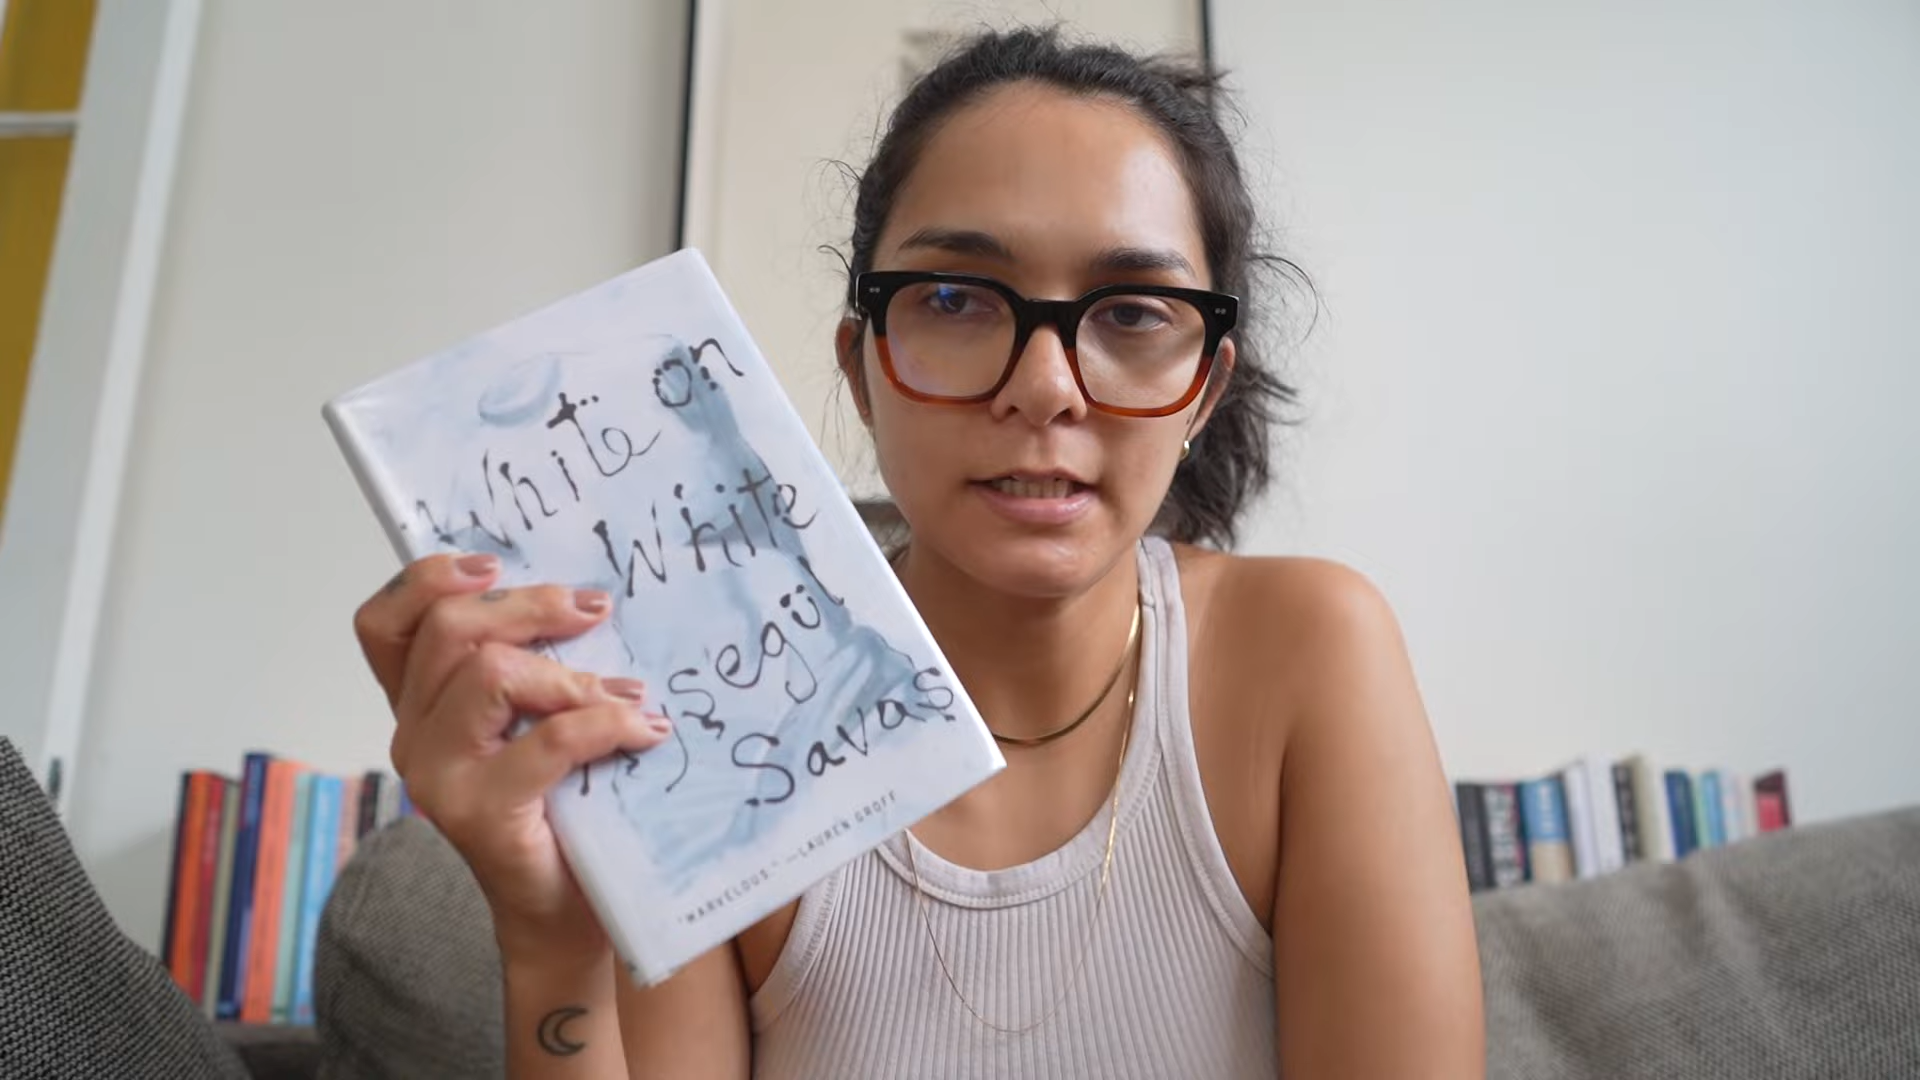 White on
White
Ayşegül
Savaş
"MARVELOUS." —LAUREN GROFF